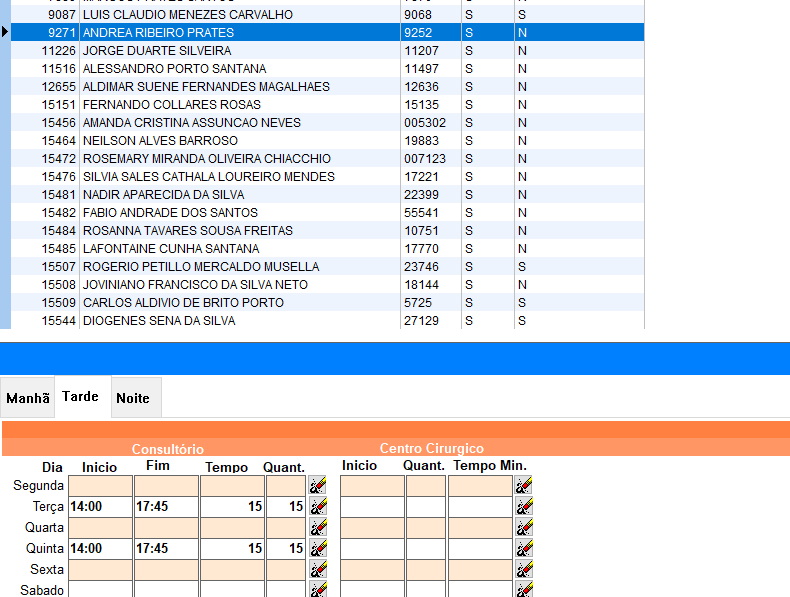 9087 LUIS CLAUDIO MENEZES CARVALHO 9068 S S
9271 ANDREA RIBEIRO PRATES 9252 S N
11226 JORGE DUARTE SILVEIRA 11207 S N
11516 ALESSANDRO PORTO SANTANA 11497 S N
12655 ALDIMAR SUENE FERNANDES MAGALHAES 12636 S N
15151 FERNANDO COLLARES ROSAS 15135 S N
15456 AMANDA CRISTINA ASSUNCAO NEVES 005302 S N
15464 NEILSON ALVES BARROSO 19883 S N
15472 ROSEMARY MIRANDA OLIVEIRA CHIACCHIO 007123 S N
15476 SILVIA SALES CATHALA LOUREIRO MENDES 17221 S N
15481 NADIR APARECIDA DA SILVA 22399 S N
15482 FABIO ANDRADE DOS SANTOS 55541 S N
15484 ROSANNA TAVARES SOUSA FREITAS 10751 S N
15485 LAFONTAINE CUNHA SANTANA 17770 S N
15507 ROGERIO PETILLO MERCALDO MUSELLA 23746 S S
15508 JOVINIANO FRANCISCO DA SILVA NETO 18144 S N
15509 CARLOS ALDIVIO DE BRITO PORTO 5725 S S
15544 DIOGENES SENA DA SILVA 27129 S S
Manhã Tarde Noite
Consultório Centro Cirurgico
Dia Inicio Fim Tempo Quant. Inicio Quant. Tempo Min.
Segunda
Terça 14:00 17:45 15 15
Quarta
Quinta 14:00 17:45 15 15
Sexta
Sabado